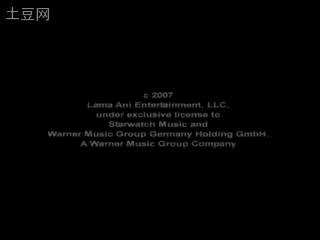 土豆网
c 2007
Lama Ani Entertainment, LLC,
under exclusive license to
Starwatch Music and
Warner Music Group Germany Holding GmbH.
A Warner Music Group Company